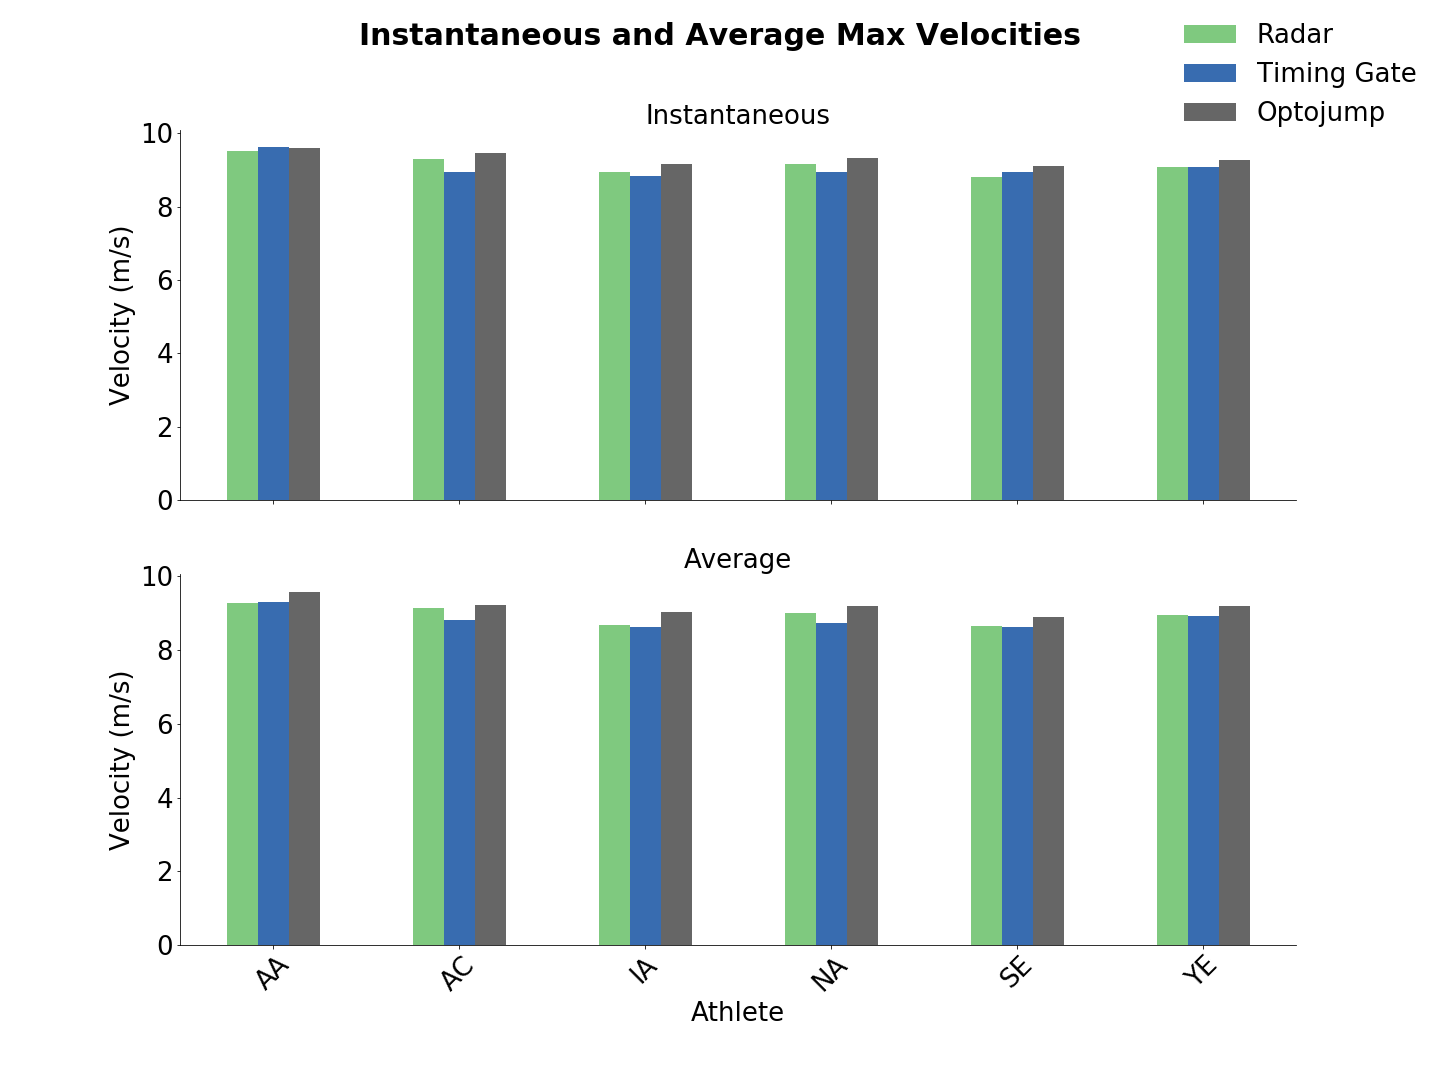 Instantaneous and Average Max Velocities
Radar
Timing Gate
Optojump
Instantaneous
Velocity (m/s)
10
8
6
4
2
0
Average
Velocity (m/s)
10
8
6
4
2
0
AA
AC
IA
NA
SE
YE
Athlete